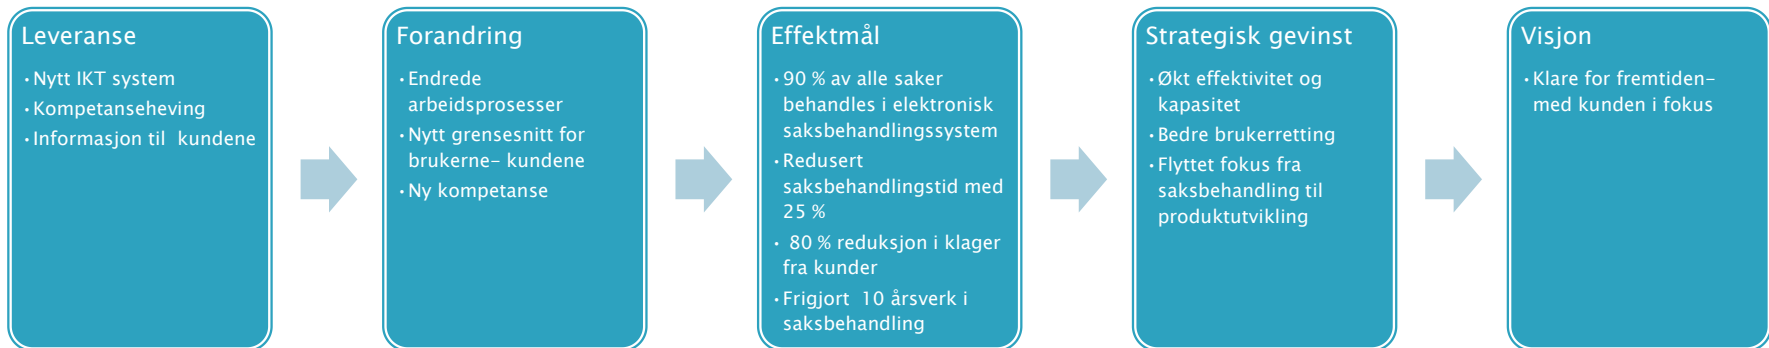 Leveranse
• Nytt IKT system
• Kompetanseheving
• Informasjon til kundene
Forandring
• Endrede
arbeidsprosesser
• Nytt grensesnitt for
brukerne– kundene
• Ny kompetanse
Effektmål
• 90 % av alle saker
behandles i elektronisk
saksbehandlingssystem
• Redusert
saksbehandlingstid med
25 %
• 80 % reduksjon i klager
fra kunder
• Frigjort 10 årsverk i
saksbehandling
Strategisk gevinst
• Økt effektivitet og
kapasitet
• Bedre brukerretting
• Flyttet fokus fra
saksbehandling til
produktutvikling
Visjon
• Klare for fremtiden–
med kunden i fokus